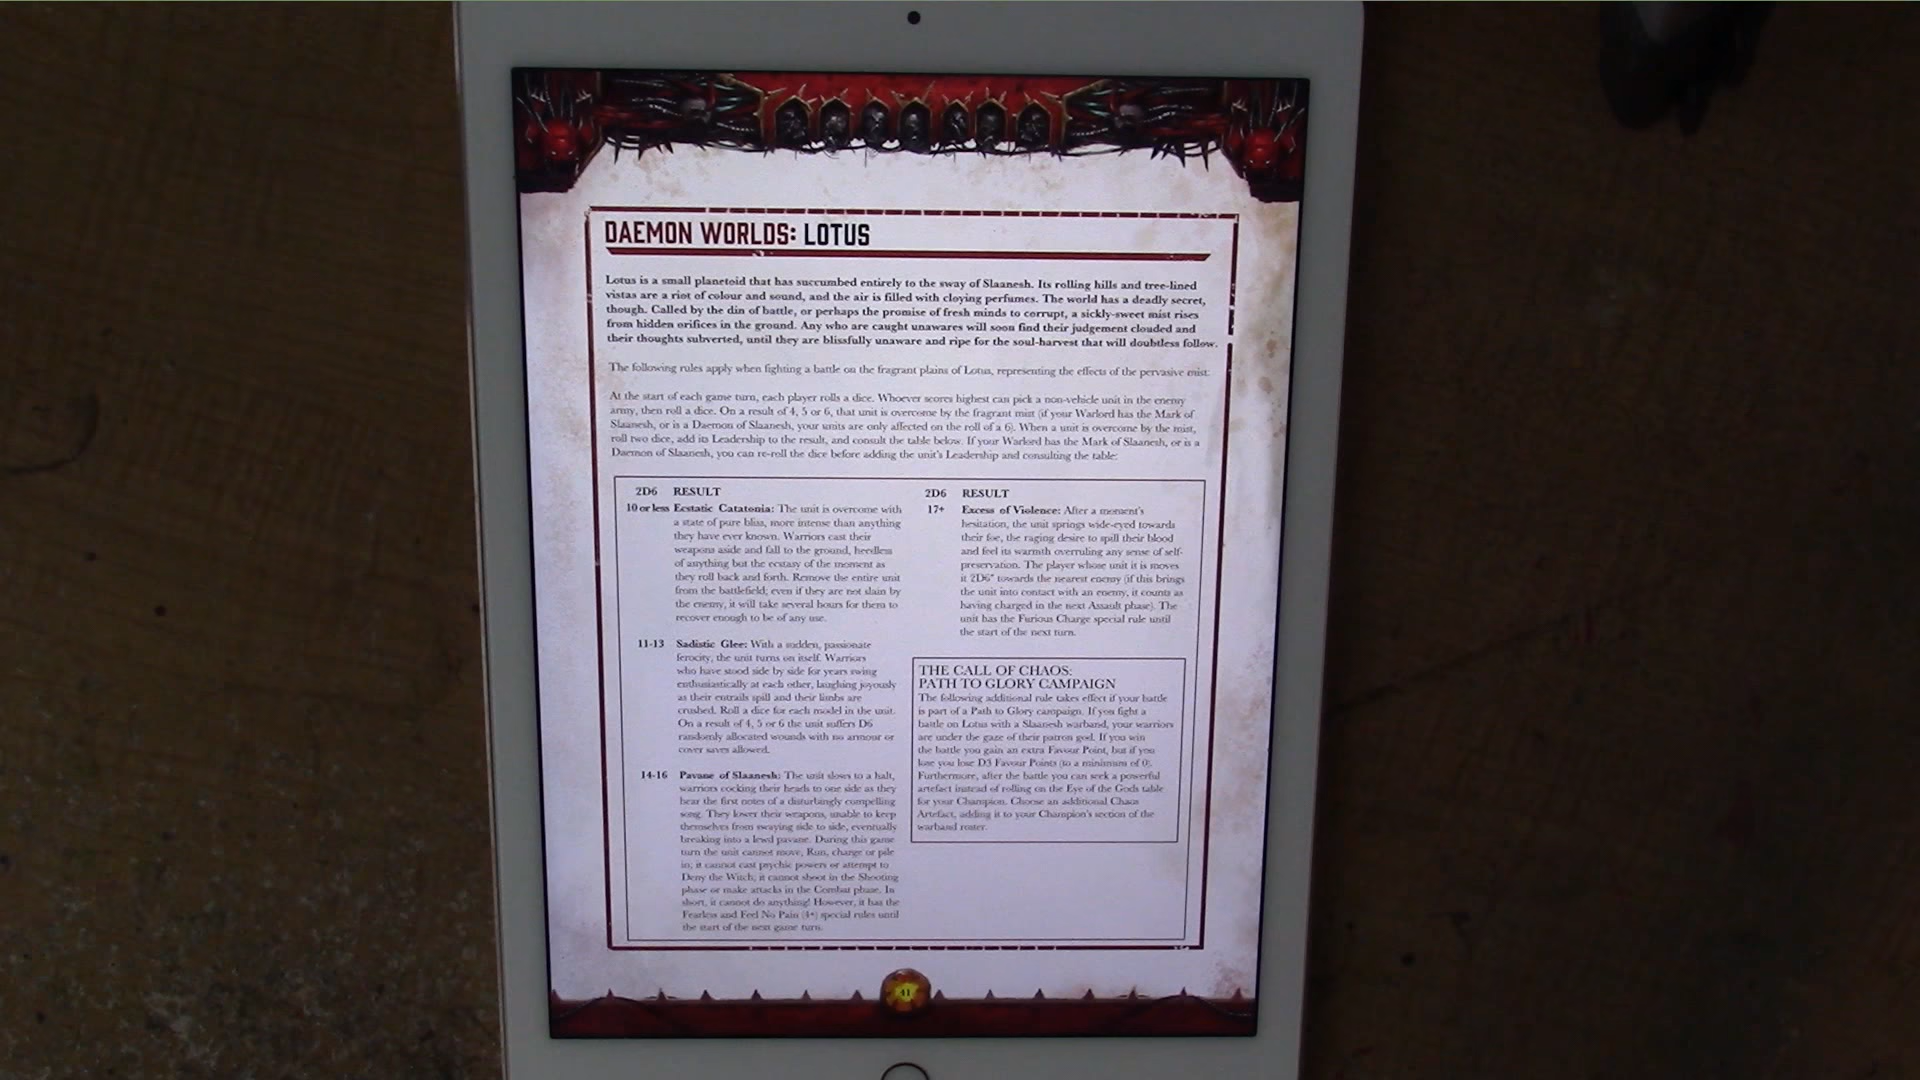 DAEMON WORLDS: LOTUS
Lotus is a small planetoid that has succumbed entirely to the sway of Slaanesh. Its rolling hills and tree-lined
vistas are a riot of colour and sound, and the air is filled with cloying perfumes. The world has a deadly secret,
though. Called by the din of battle, or perhaps the promise of fresh minds to corrupt, a sickly-sweet mist rises
from hidden orifices in the ground. Any who are caught unawares will soon find their judgement clouded and
their thoughts subverted, until they are blissfully unaware and ripe for the soul-harvest that will doubtless follow.
The following rules apply when fighting a battle on the fragrant plains of Lotus, representing the effects of the pervasive mist:
At the start of each game turn, each player rolls a dice. Whoever scores highest can pick a non-vehicle unit in the enemy
army, then roll a dice. On a result of 4, 5 or 6, that unit is overcome by the fragrant mist (if your Warlord has the Mark of
Slaanesh, or is a Daemon of Slaanesh, your units are only affected on the roll of a 6). When a unit is overcome by the mist,
roll two dice, add its Leadership to the result, and consult the table below. If your Warlord has the Mark of Slaanesh, or is a
Daemon of Slaanesh, you can re-roll the dice before adding the unit's Leadership and consulting the table:
2D6 RESULT
10 or less Ecstatic Catatonia: The unit is overcome with
a state of pure bliss, more intense than anything
they have ever known. Warriors cast their
weapons aside and fall to the ground, heedless
of anything but the ecstasy of the moment as
they roll back and forth. Remove the entire unit
from the battlefield; even if they are not slain by
the enemy, it will take several hours for them to
recover enough to be of any use.
11-13 Sadistic Glee: With a sudden, passionate
ferocity, the unit turns on itself. Warriors
who have stood side by side for years swing
enthusiastically at each other, laughing joyously
as their entrails spill and their limbs are
crushed. Roll a dice for each model in the unit.
On a result of 4, 5 or 6 the unit suffers D6
randomly allocated wounds with no armour or
cover saves allowed.
14-16 Pavane of Slaanesh: The unit slows to a halt,
warriors cocking their heads to one side as they
hear the first notes of a disturbingly compelling
song. They lower their weapons, unable to keep
themselves from swaying side to side, eventually
breaking into a lewd pavane. During this game
turn the unit cannot move, Run, charge or pile
in; it cannot cast psychic powers or attempt to
Deny the Witch; it cannot shoot in the Shooting
phase or make attacks in the Combat phase. In
short, it cannot do anything! However, it has the
Fearless and Feel No Pain (4+) special rules until
the start of the next game turn.
2D6 RESULT
17+ Excess of Violence: After a moment's
hesitation, the unit springs wide-eyed towards
their foe, the raging desire to spill their blood
and feel its warmth overruling any sense of self-
preservation. The player whose unit it is moves
it 2D6" towards the nearest enemy (if this brings
the unit into contact with an enemy, it counts as
having charged in the next Assault phase). The
unit has the Furious Charge special rule until
the start of the next turn.
THE CALL OF CHAOS:
PATH TO GLORY CAMPAIGN
The following additional rule takes effect if your battle
is part of a Path to Glory campaign. If you fight a
battle on Lotus with a Slaanesh warband, your warriors
are under the gaze of their patron god. If you win
the battle you gain an extra Favour Point, but if you
lose you lose D3 Favour Points (to a minimum of 0).
Furthermore, after the battle you can seek a powerful
artefact instead of rolling on the Eye of the Gods table
for your Champion. Choose an additional Chaos
Artefact, adding it to your Champion's section of the
warband roster.
41